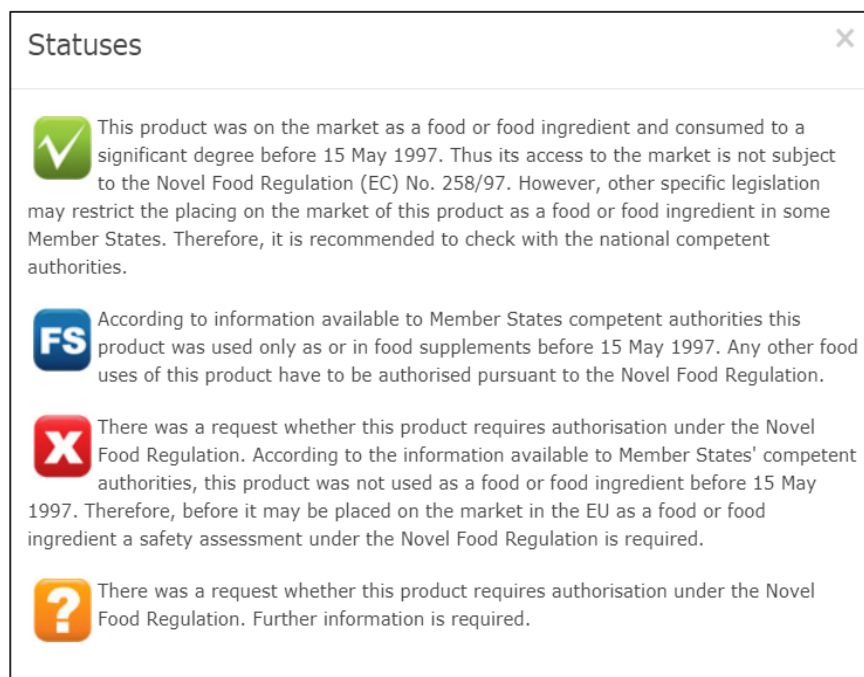 Statuses
×
This product was on the market as a food or food ingredient and consumed to a
significant degree before 15 May 1997. Thus its access to the market is not subject
to the Novel Food Regulation (EC) No. 258/97. However, other specific legislation
may restrict the placing on the market of this product as a food or food ingredient in some
Member States. Therefore, it is recommended to check with the national competent
authorities.
FS
According to information available to Member States competent authorities this
product was used only as or in food supplements before 15 May 1997. Any other food
uses of this product have to be authorised pursuant to the Novel Food Regulation.
X
There was a request whether this product requires authorisation under the Novel
Food Regulation. According to the information available to Member States' competent
authorities, this product was not used as a food or food ingredient before 15 May
1997. Therefore, before it may be placed on the market in the EU as a food or food
ingredient a safety assessment under the Novel Food Regulation is required.
?
There was a request whether this product requires authorisation under the Novel
Food Regulation. Further information is required.